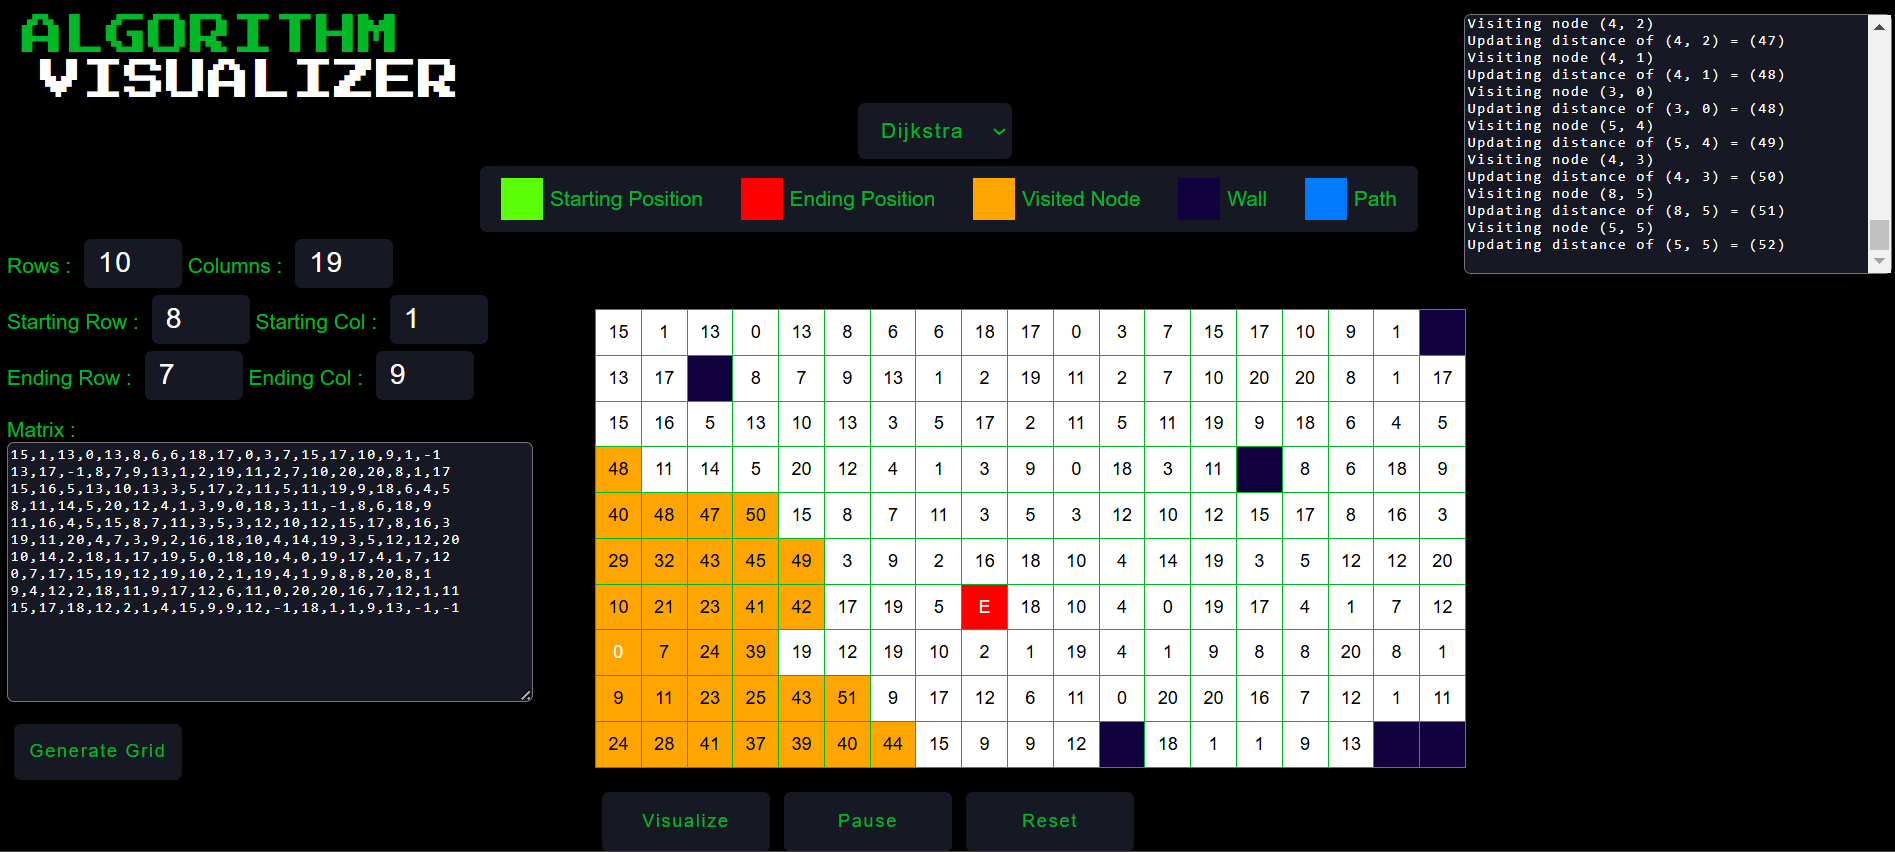 ALGORITHM
VISUALIZER
Visiting node (4, 2)
Updating distance of (4, 2) = (47)
Visiting node (4, 1)
Updating distance of (4, 1) = (48)
Visiting node (3, 0)
Updating distance of (3, 0) = (48)
Visiting node (5, 4)
Updating distance of (5, 4) = (49)
Visiting node (4, 3)
Updating distance of (4, 3) = (50)
Visiting node (8, 5)
Updating distance of (8, 5) = (51)
Visiting node (5, 5)
Updating distance of (5, 5) = (52)
Dijkstra
Starting Position Ending Position Visited Node Wall Path
Rows : 10 Columns : 19
Starting Row : 8 Starting Col : 1
Ending Row : 7 Ending Col : 9
Matrix :
15,1,13,0,13,8,6,6,18,17,0,3,7,15,17,10,9,1,-1
13,17,-1,8,7,9,13,1,2,19,11,2,7,10,20,20,8,1,17
15,16,5,13,10,13,3,5,17,2,11,5,11,19,9,18,6,4,5
8,11,14,5,20,12,4,1,3,9,0,18,3,11,-1,8,6,18,9
11,16,4,5,15,8,7,11,3,5,3,12,10,12,15,17,8,16,3
19,11,20,4,7,3,9,2,16,18,10,4,14,19,3,5,12,12,20
10,14,2,18,1,17,19,5,0,18,10,4,0,19,17,4,1,7,12
0,7,17,15,19,12,19,10,2,1,19,4,1,9,8,8,20,8,1
9,4,12,2,18,11,9,17,12,6,11,0,20,20,16,7,12,1,11
15,17,18,12,2,1,4,15,9,9,12,-1,18,1,1,9,13,-1,-1
Generate Grid
15 1 13 0 13 8 6 6 18 17 0 3 7 15 17 10 9 1
13 17 8 7 9 13 1 2 19 11 2 7 10 20 20 8 1 17
15 16 5 13 10 13 3 5 17 2 11 5 11 19 9 18 6 4 5
48 11 14 5 20 12 4 1 3 9 0 18 3 11 8 6 18 9
40 48 47 50 15 8 7 11 3 5 3 12 10 12 15 17 8 16 3
29 32 43 45 49 3 9 2 16 18 10 4 14 19 3 5 12 12 20
10 21 23 41 42 17 19 5 E 18 10 4 0 19 17 4 1 7 12
0 7 24 39 19 12 19 10 2 1 19 4 1 9 8 8 20 8 1
9 11 23 25 43 51 9 17 12 6 11 0 20 20 16 7 12 1 11
24 28 41 37 39 40 44 15 9 9 12 18 1 1 9 13
Visualize Pause Reset